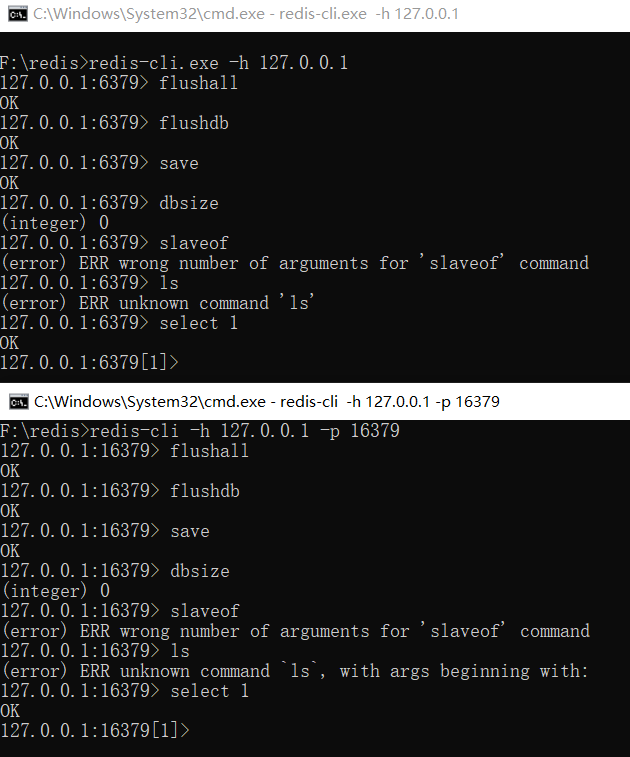 C:\Windows\System32\cmd.exe - redis-cli.exe  -h 127.0.0.1
F:\redis>redis-cli.exe -h 127.0.0.1
127.0.0.1:6379> flushall
OK
127.0.0.1:6379> flushdb
OK
127.0.0.1:6379> save
OK
127.0.0.1:6379> dbsize
(integer) 0
127.0.0.1:6379> slaveof
(error) ERR wrong number of arguments for 'slaveof' command
127.0.0.1:6379> ls
(error) ERR unknown command 'ls'
127.0.0.1:6379> select 1
OK
127.0.0.1:6379[1]>
C:\Windows\System32\cmd.exe - redis-cli  -h 127.0.0.1 -p 16379
F:\redis>redis-cli -h 127.0.0.1 -p 16379
127.0.0.1:16379> flushall
OK
127.0.0.1:16379> flushdb
OK
127.0.0.1:16379> save
OK
127.0.0.1:16379> dbsize
(integer) 0
127.0.0.1:16379> slaveof
(error) ERR wrong number of arguments for 'slaveof' command
127.0.0.1:16379> ls
(error) ERR unknown command `ls`, with args beginning with:
127.0.0.1:16379> select 1
OK
127.0.0.1:16379[1]>